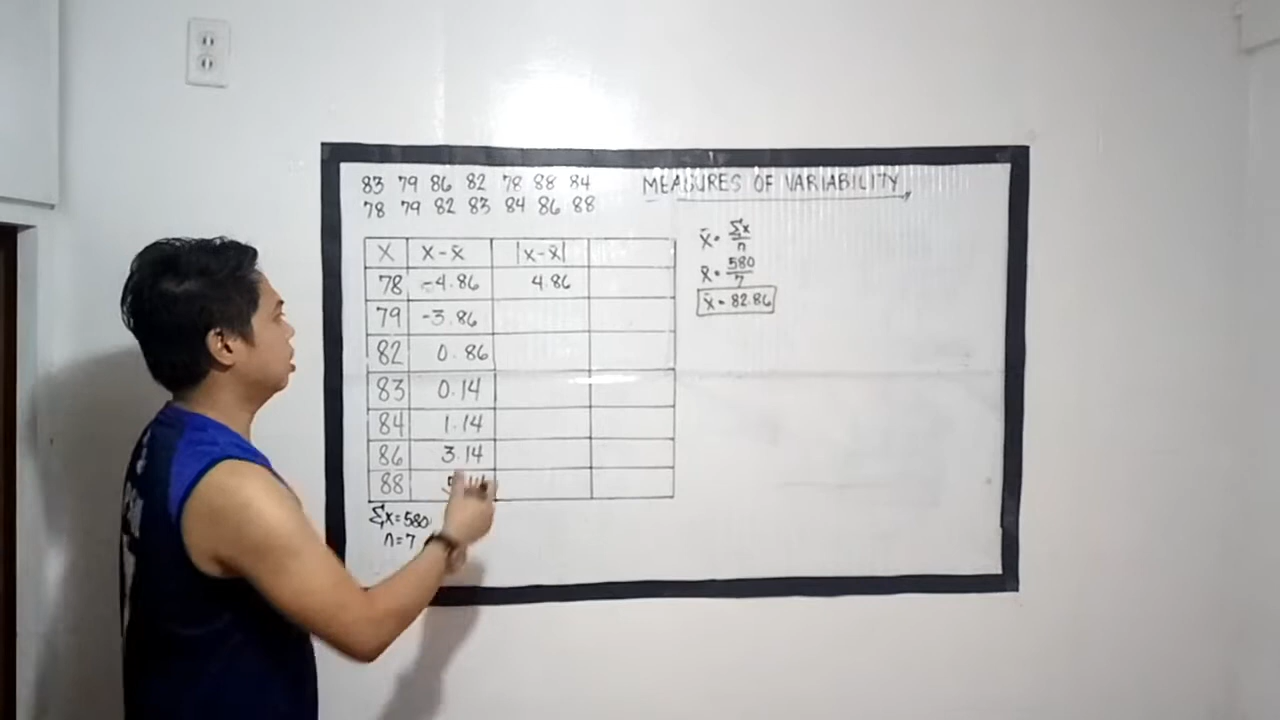 83 79 86 82 78 88 84
78 79 82 83 84 86 88
MEASURES OF VARIABILITY
X X-x̄ |X-x̄|
78 -4.86 4.86
79 -3.86
82 0.86
83 0.14
84 1.14
86 3.14
88
Σx=580
n=7
x̄ = Σx/n
x̄ = 580/7
x̄ = 82.86